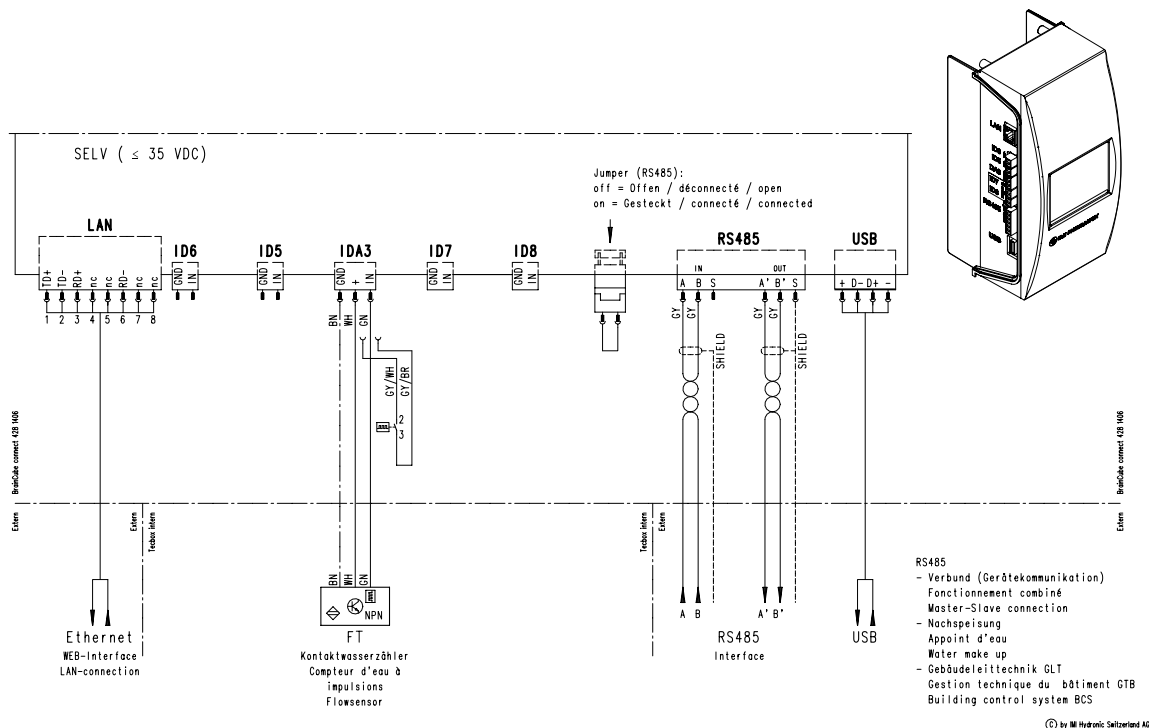 SELV ( ≤ 35 VDC)
Jumper (RS485):
off = Offen / déconnecté / open
on = Gesteckt / connecté / connected
LAN
ID6
ID5
IDA3
ID7
ID8
RS485
USB
TD+
TD-
RD+
nc
nc
RD-
nc
nc
GND
IN
GND
IN
GND
+
IN
GND
IN
GND
IN
IN
OUT
A B S
A' B' S
+ D- D+ -
1 2 3 4 5 6 7 8
BN
WH
GN
GY/WH
GY/BR
2
3
GY
GY
SHIELD
GY
GY
SHIELD
BrainCube connect 428 1406
BrainCube connect 428 1406
Extern
Extern
Tecbox intern
Tecbox intern
Extern
Extern
BN
WH
GN
NPN
Ethernet
WEB-Interface
LAN-connection
FT
Kontaktwasserzähler
Compteur d'eau à
impulsions
Flowsensor
A B
A' B'
RS485
Interface
USB
RS485
- Verbund (Gerätekommunikation)
Fonctionnement combiné
Master-Slave connection
- Nachspeisung
Appoint d'eau
Water make up
- Gebäudeleittechnik GLT
Gestion technique du bâtiment GTB
Building control system BCS
© by IMI Hydronic Switzerland AG
LAN
RS485
USB